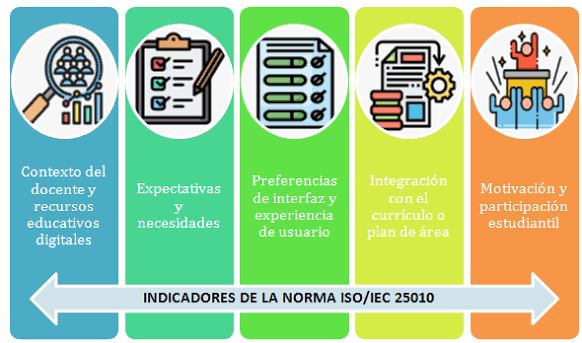 Contexto del
docente y
recursos
educativos
digitales
Expectativas
y
necesidades
Preferencias
de interfaz y
experiencia
de usuario
Integración
con el
currículo o
plan de área
Motivación y
participación
estudiantil
INDICADORES DE LA NORMA ISO/IEC 25010